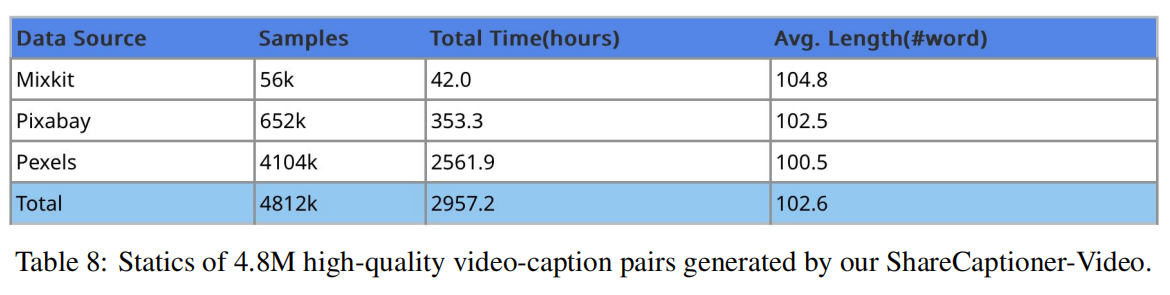 Data Source Samples Total Time(hours) Avg. Length(#word)
Mixkit 56k 42.0 104.8
Pixabay 652k 353.3 102.5
Pexels 4104k 2561.9 100.5
Total 4812k 2957.2 102.6
Table 8: Statics of 4.8M high-quality video-caption pairs generated by our ShareCaptioner-Video.